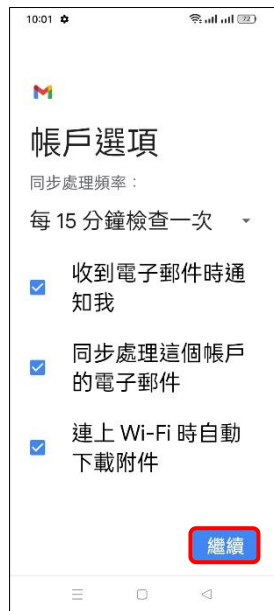 10:01
72
帳戶選項
同步處理頻率：
每 15 分鐘檢查一次
收到電子郵件時通
知我
同步處理這個帳戶
的電子郵件
連上 Wi-Fi 時自動
下載附件
繼續